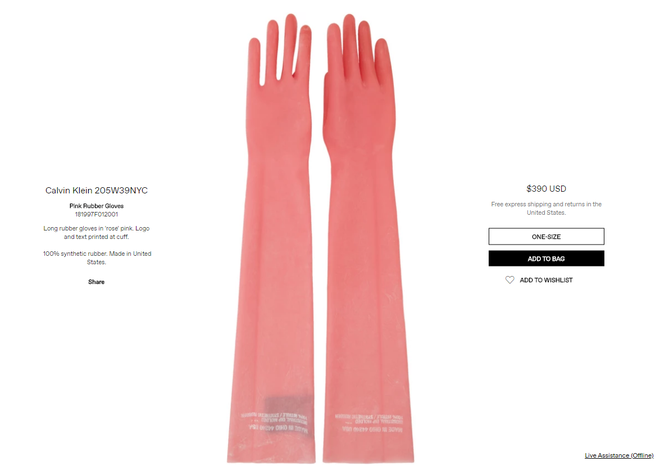 Calvin Klein 205W39NYC
Pink Rubber Gloves
181997F012001
Long rubber gloves in 'rose' pink. Logo
and text printed at cuff.
100% synthetic rubber. Made in United
States.
Share
$390 USD
Free express shipping and returns in the
United States.
ONE-SIZE
ADD TO BAG
ADD TO WISHLIST
Live Assistance (Offline)